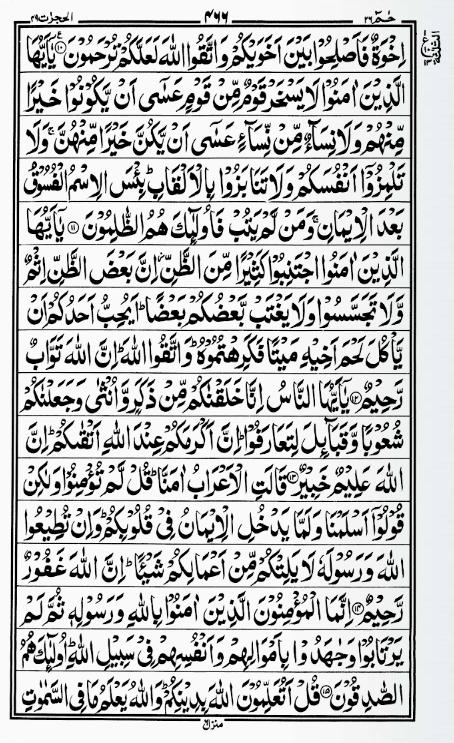 الحجرت ٤٩ ٤٦٦ حٰمٓ ٢٦
اِخْوَةٌ فَاَصْلِحُوْا بَيْنَ اَخَوَيْكُمْ وَاتَّقُوا اللّٰهَ لَعَلَّكُمْ تُرْحَمُوْنَ ۝١٠ يٰۤاَيُّهَا
الَّذِيْنَ اٰمَنُوْا لَا يَسْخَرْ قَوْمٌ مِّنْ قَوْمٍ عَسٰۤى اَنْ يَّكُوْنُوْا خَيْرًا
مِّنْهُمْ وَلَا نِسَآءٌ مِّنْ نِّسَآءٍ عَسٰۤى اَنْ يَّكُنَّ خَيْرًا مِّنْهُنَّ ۚ وَلَا
تَلْمِزُوْۤا اَنْفُسَكُمْ وَلَا تَنَابَزُوْا بِالْاَلْقَابِ ؕ بِئْسَ الِاسْمُ الْفُسُوْقُ
بَعْدَ الْاِيْمَانِ ۚ وَمَنْ لَّمْ يَتُبْ فَاُولٰٓئِكَ هُمُ الظّٰلِمُوْنَ ۝١١ يٰۤاَيُّهَا
الَّذِيْنَ اٰمَنُوا اجْتَنِبُوْا كَثِيْرًا مِّنَ الظَّنِّ ۫ اِنَّ بَعْضَ الظَّنِّ اِثْمٌ
وَّلَا تَجَسَّسُوْا وَلَا يَغْتَبْ بَّعْضُكُمْ بَعْضًا ؕ اَيُحِبُّ اَحَدُكُمْ اَنْ
يَّاْكُلَ لَحْمَ اَخِيْهِ مَيْتًا فَكَرِهْتُمُوْهُ ؕ وَاتَّقُوا اللّٰهَ ؕ اِنَّ اللّٰهَ تَوَّابٌ
رَّحِيْمٌ ۝١٢ يٰۤاَيُّهَا النَّاسُ اِنَّا خَلَقْنٰكُمْ مِّنْ ذَكَرٍ وَّاُنْثٰى وَجَعَلْنٰكُمْ
شُعُوْبًا وَّقَبَآئِلَ لِتَعَارَفُوْا ؕ اِنَّ اَكْرَمَكُمْ عِنْدَ اللّٰهِ اَتْقٰىكُمْ ؕ اِنَّ
اللّٰهَ عَلِيْمٌ خَبِيْرٌ ۝١٣ قَالَتِ الْاَعْرَابُ اٰمَنَّا ؕ قُلْ لَّمْ تُؤْمِنُوْا وَلٰكِنْ
قُوْلُوْۤا اَسْلَمْنَا وَلَمَّا يَدْخُلِ الْاِيْمَانُ فِيْ قُلُوْبِكُمْ ؕ وَاِنْ تُطِيْعُوا
اللّٰهَ وَرَسُوْلَهٗ لَا يَلِتْكُمْ مِّنْ اَعْمَالِكُمْ شَيْئًا ؕ اِنَّ اللّٰهَ غَفُوْرٌ
رَّحِيْمٌ ۝١٤ اِنَّمَا الْمُؤْمِنُوْنَ الَّذِيْنَ اٰمَنُوْا بِاللّٰهِ وَرَسُوْلِهٖ ثُمَّ لَمْ
يَرْتَابُوْا وَجٰهَدُوْا بِاَمْوَالِهِمْ وَاَنْفُسِهِمْ فِيْ سَبِيْلِ اللّٰهِ ؕ اُولٰٓئِكَ هُمُ
الصّٰدِقُوْنَ ۝١٥ قُلْ اَتُعَلِّمُوْنَ اللّٰهَ بِدِيْنِكُمْ ؕ وَاللّٰهُ يَعْلَمُ مَا فِي السَّمٰوٰتِ